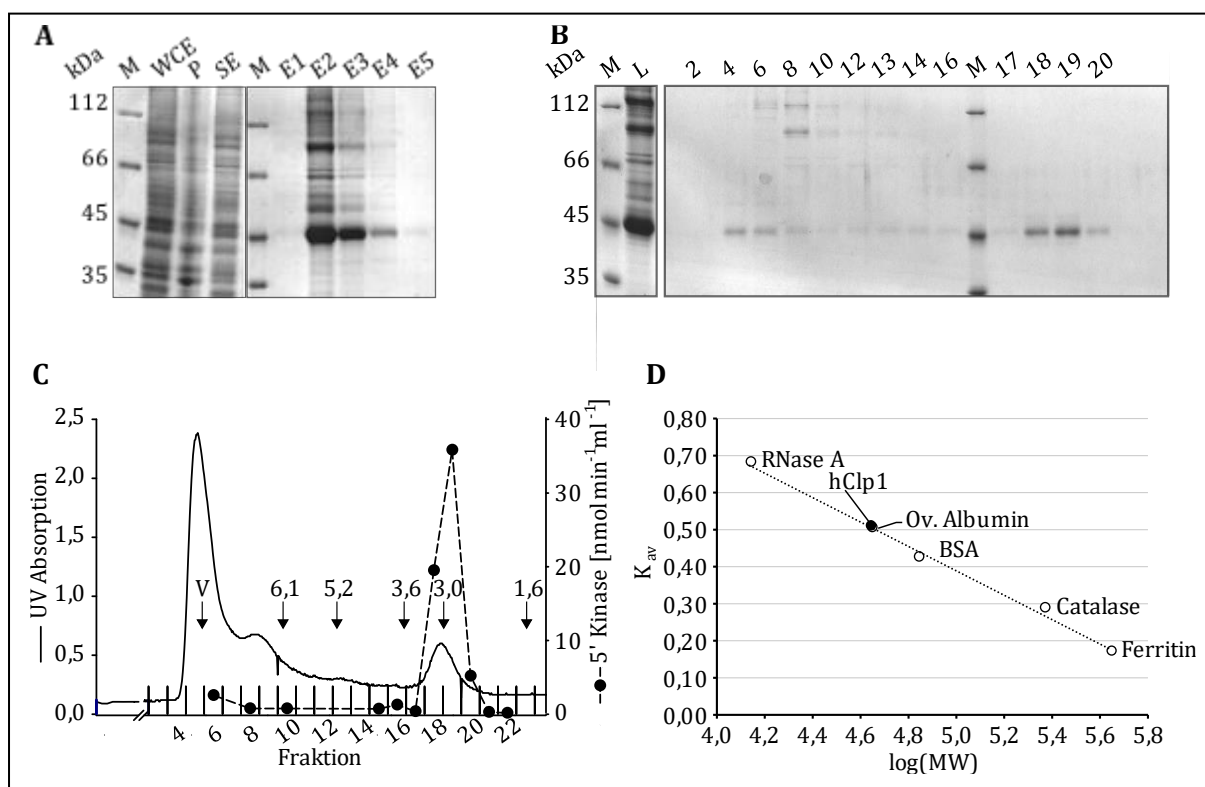 A
kDa M WCE P SE M E1 E2 E3 E4 E5
112
66
45
35
B
kDa M L 2 4 6 8 10 12 13 14 16 M 17 18 19 20
112
66
45
35
C
— UV Absorption
2,5
2,0
1,5
1,0
0,5
0,0
V 6,1 5,2 3,6 3,0 1,6
40
30
20
10
0
--●-- 5' Kinase [nmol min⁻¹ ml⁻¹]
4 6 8 10 12 14 16 18 20 22
Fraktion
D
Kav
0,80
0,70
0,60
0,50
0,40
0,30
0,20
0,10
0,00
RNase A
hClp1
Ov. Albumin
BSA
Catalase
Ferritin
4,0 4,2 4,4 4,6 4,8 5,0 5,2 5,4 5,6 5,8
log(MW)